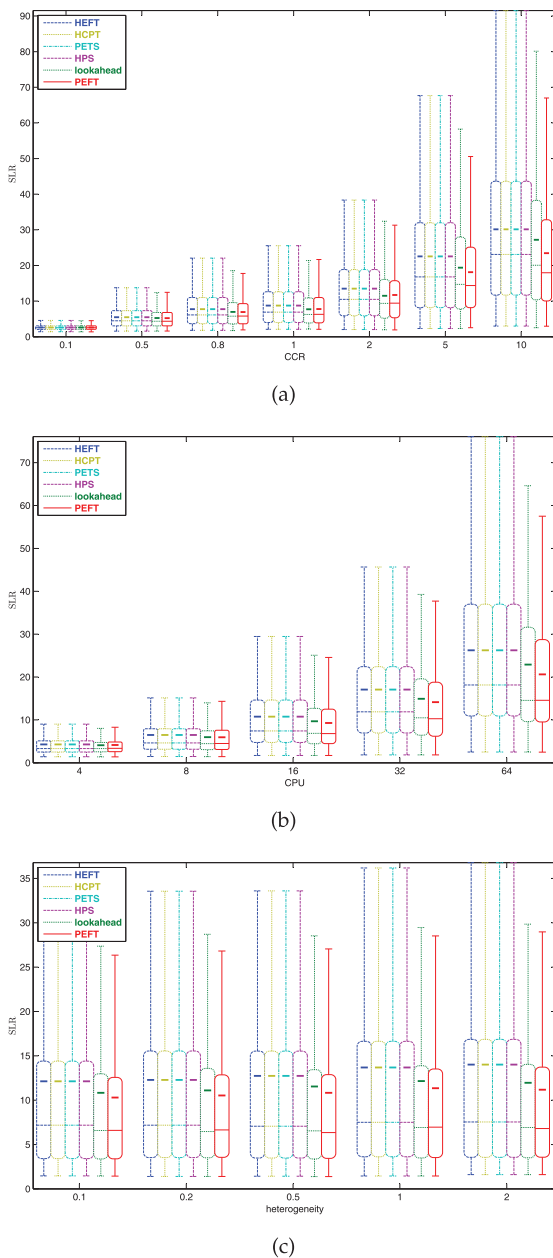 90
80
70
60
50
40
30
20
10
0
SLR
HEFT
HCPT
PETS
HPS
lookahead
PEFT
0.1 0.5 0.8 1 2 5 10
CCR
(a)
70
60
50
40
30
20
10
0
SLR
HEFT
HCPT
PETS
HPS
lookahead
PEFT
4 8 16 32 64
CPU
(b)
35
30
25
20
15
10
5
0
SLR
HEFT
HCPT
PETS
HPS
lookahead
PEFT
0.1 0.2 0.5 1 2
heterogeneity
(c)